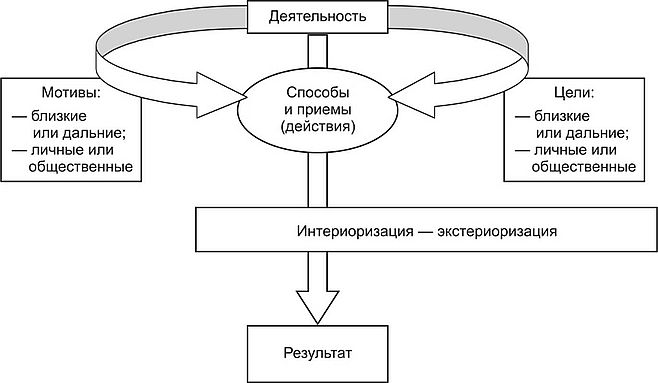 Деятельность
Мотивы:
— близкие
или дальние;
— личные или
общественные
Способы
и приемы
(действия)
Цели:
— близкие
или дальние;
— личные или
общественные
Интериоризация — экстериоризация
Результат